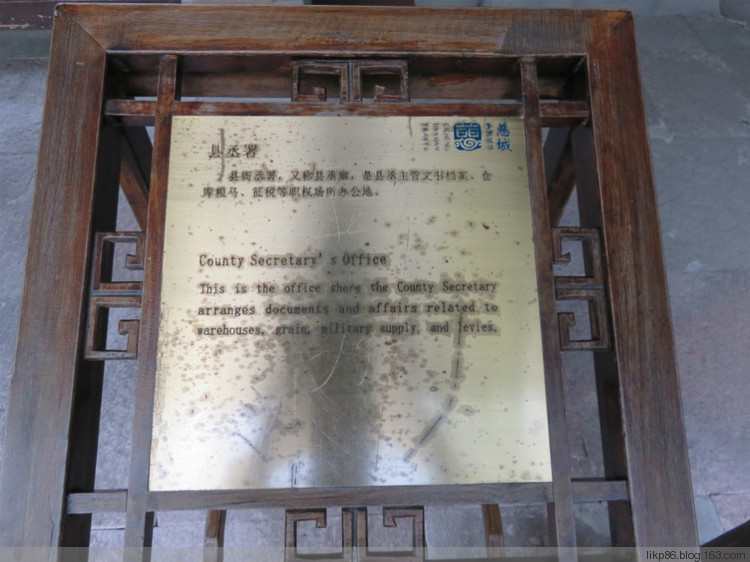 慈城
县丞署
县衙丞署，又称县丞廨，是县丞主管文书档案、仓
库粮马、征税等职权场所办公地。
County Secretary's Office
This is the office where the County Secretary
arranges documents and affairs related to
warehouses, grain, military supply, and levies.
likp86.blog.163.com